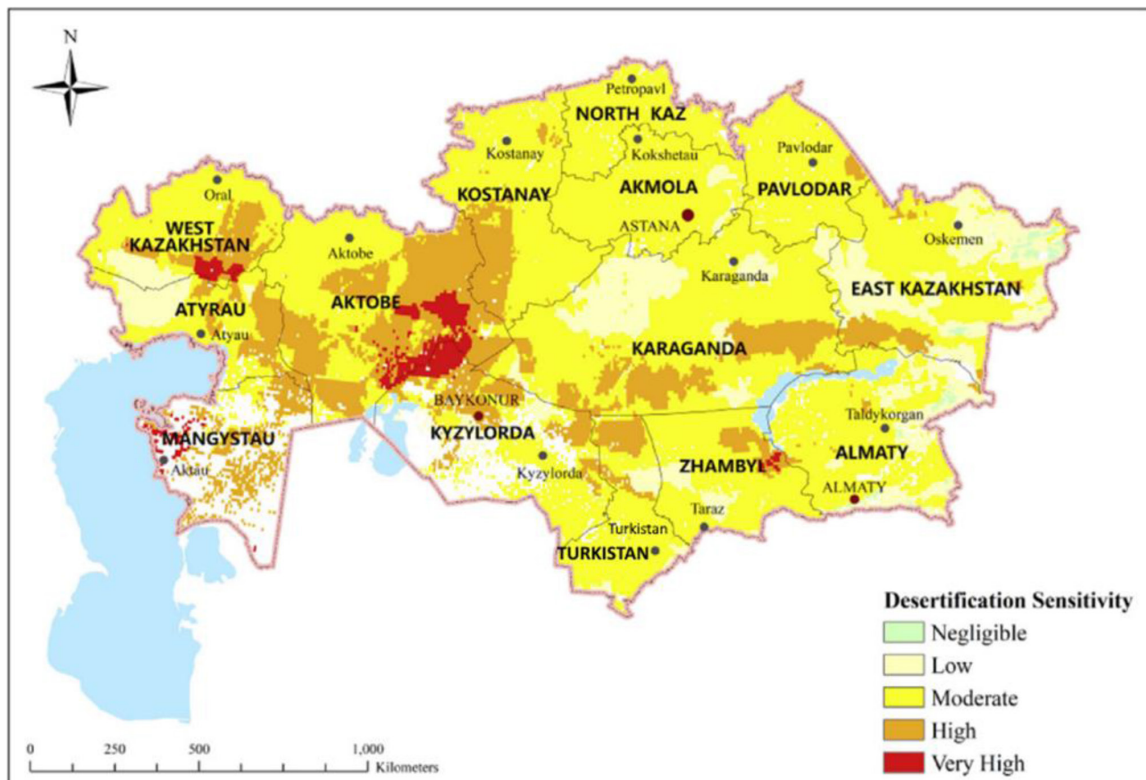 N
Petropavl
NORTH KAZ
Kostanay
Kokshetau
Pavlodar
KOSTANAY
AKMOLA
PAVLODAR
Oral
ASTANA
WEST
KAZAKHSTAN
Aktobe
Oskemen
Karaganda
EAST KAZAKHSTAN
ATYRAU
AKTOBE
Atyau
KARAGANDA
BAYKONUR
Taldykorgan
MANGYSTAU
KYZYLORDA
Aktau
Kyzylorda
ZHAMBYL
ALMATY
ALMATY
Taraz
Turkistan
TURKISTAN
Desertification Sensitivity
Negligible
Low
Moderate
High
Very High
0 250 500 1,000
Kilometers